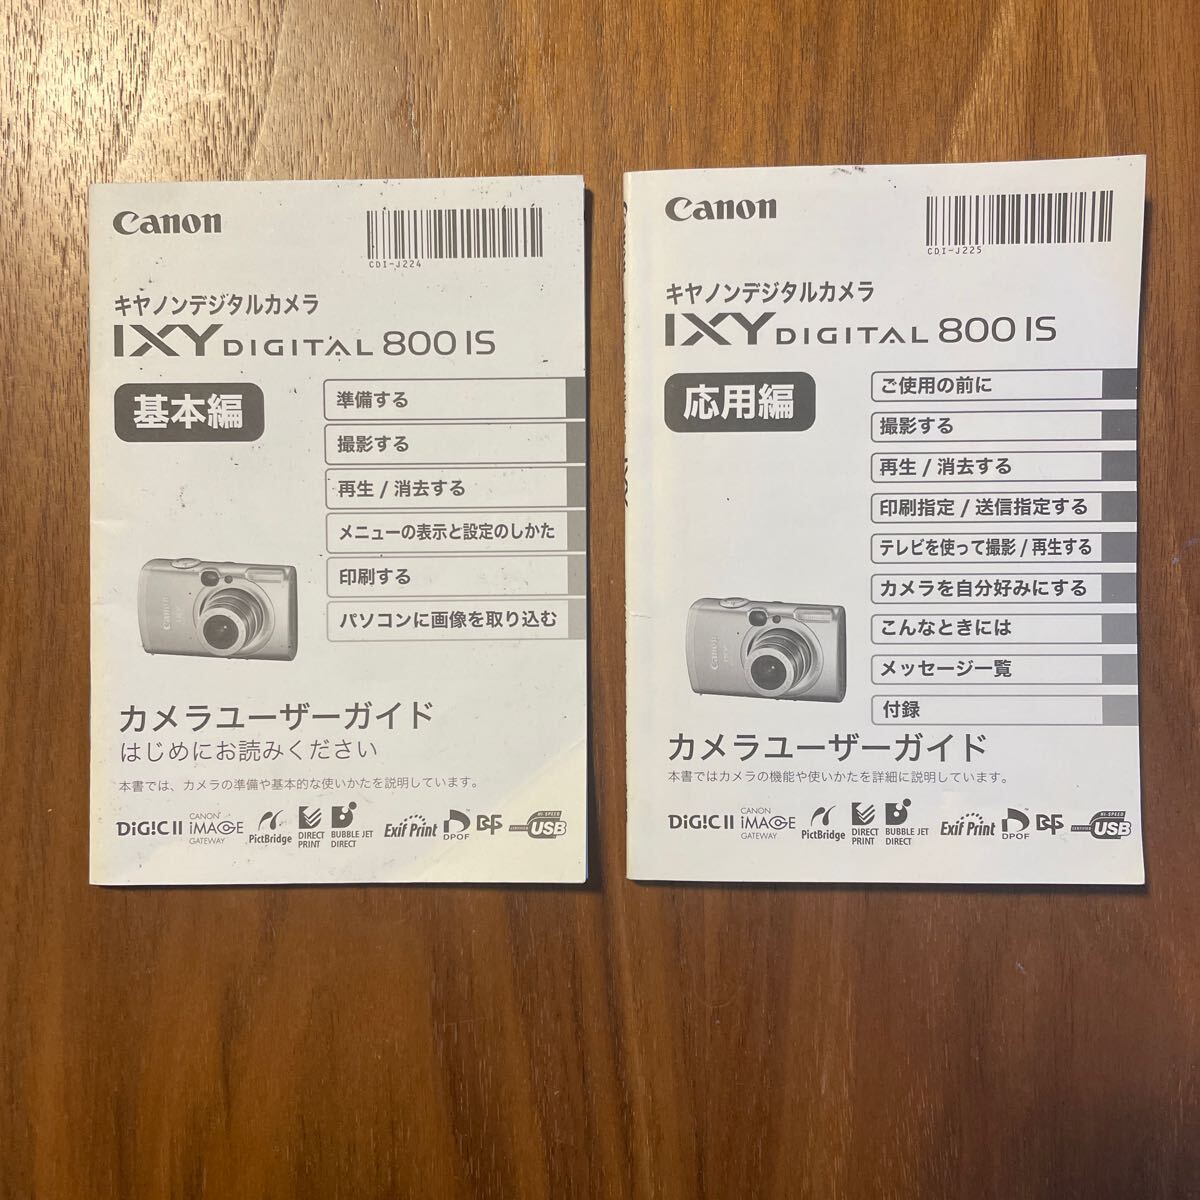 Canon
CDI-J224
キヤノンデジタルカメラ
IXY DIGITAL 800 IS
基本編
準備する
撮影する
再生 / 消去する
メニューの表示と設定のしかた
印刷する
パソコンに画像を取り込む
Canon
カメラユーザーガイド
はじめにお読みください
本書では、カメラの準備や基本的な使いかたを説明しています。
DIGIC II
CANON iMAGE GATEWAY
PictBridge
DIRECT PRINT
BUBBLE JET DIRECT
Exif Print
DPOF
HI-SPEED CERTIFIED USB
Canon
CDI-J225
キヤノンデジタルカメラ
IXY DIGITAL 800 IS
応用編
ご使用の前に
撮影する
再生 / 消去する
印刷指定 / 送信指定する
テレビを使って撮影 / 再生する
カメラを自分好みにする
こんなときには
メッセージ一覧
付録
Canon
カメラユーザーガイド
本書ではカメラの機能や使いかたを詳細に説明しています。
DIGIC II
CANON iMAGE GATEWAY
PictBridge
DIRECT PRINT
BUBBLE JET DIRECT
Exif Print
DPOF
HI-SPEED CERTIFIED USB